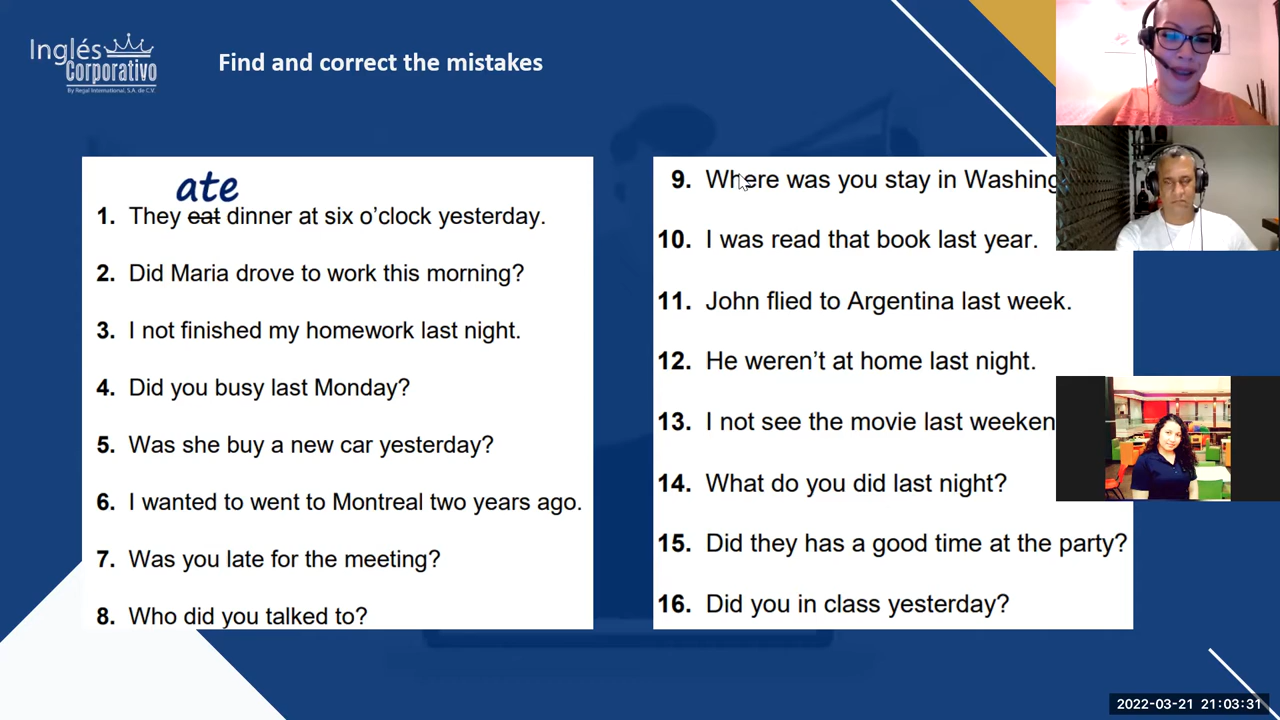 Inglés
Corporativo
By Regal International, S.A. de C.V.
Find and correct the mistakes
ate
1. They eat dinner at six o'clock yesterday.
2. Did Maria drove to work this morning?
3. I not finished my homework last night.
4. Did you busy last Monday?
5. Was she buy a new car yesterday?
6. I wanted to went to Montreal two years ago.
7. Was you late for the meeting?
8. Who did you talked to?
9. Where was you stay in Washing
10. I was read that book last year.
11. John flied to Argentina last week.
12. He weren't at home last night.
13. I not see the movie last weeken
14. What do you did last night?
15. Did they has a good time at the party?
16. Did you in class yesterday?
2022-03-21 21:03:31